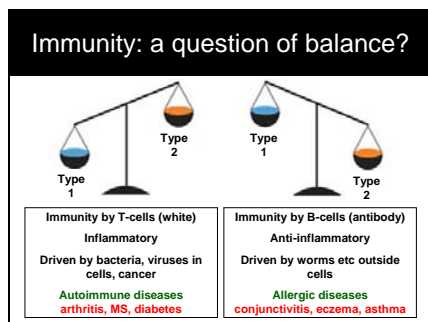 Immunity: a question of balance?
Type
2
Type
1
Type
1
Type
2
Immunity by T-cells (white)
Inflammatory
Driven by bacteria, viruses in
cells, cancer
Autoimmune diseases
arthritis, MS, diabetes
Immunity by B-cells (antibody)
Anti-inflammatory
Driven by worms etc outside
cells
Allergic diseases
conjunctivitis, eczema, asthma